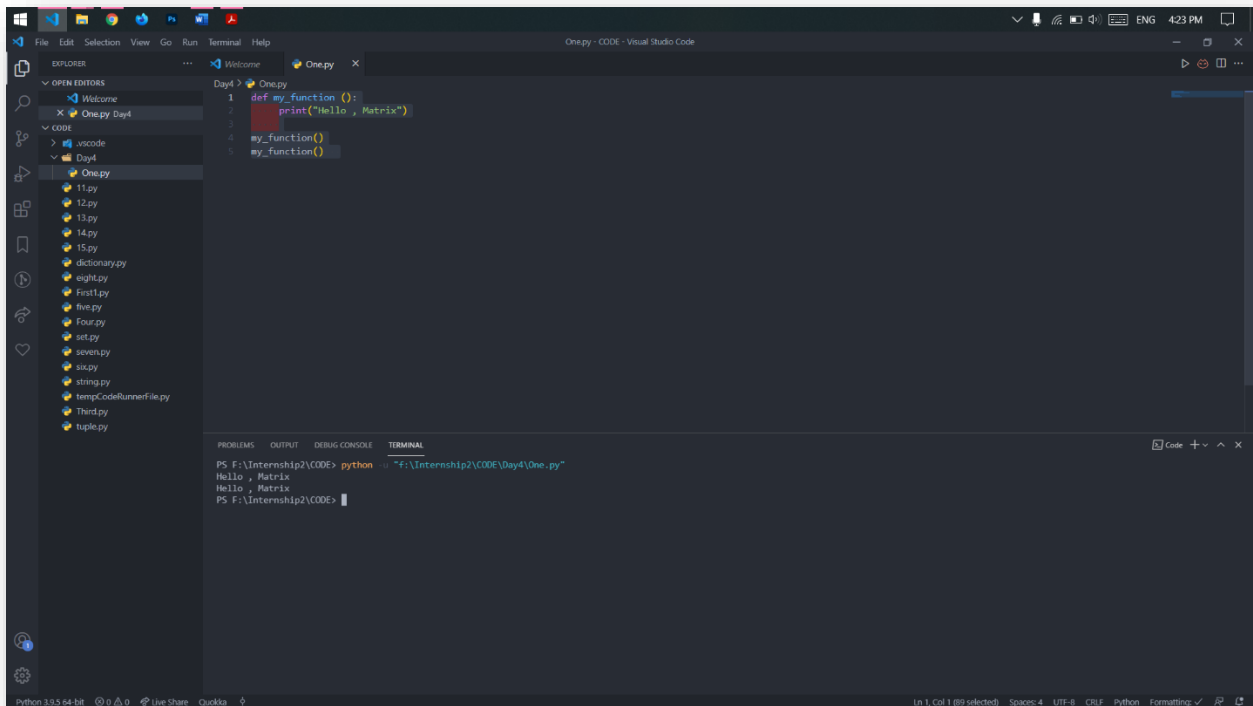 ENG 4:23 PM
File Edit Selection View Go Run Terminal Help
One.py - CODE - Visual Studio Code
EXPLORER
Welcome
One.py
OPEN EDITORS
Welcome
One.py Day4
CODE
.vscode
Day4
One.py
11.py
12.py
13.py
14.py
15.py
dictionary.py
eight.py
First1.py
five.py
Four.py
set.py
seven.py
six.py
string.py
tempCodeRunnerFile.py
Third.py
tuple.py
Day4 > One.py
1 def my_function ():
2 print("Hello , Matrix")
3
4 my_function()
5 my_function()
PROBLEMS OUTPUT DEBUG CONSOLE TERMINAL
Code
PS F:\Internship2\CODE> python -u "f:\Internship2\CODE\Day4\One.py"
Hello , Matrix
Hello , Matrix
PS F:\Internship2\CODE>
1
Python 3.9.5 64-bit 0 0 Live Share Quokka
Ln 1, Col 1 (89 selected) Spaces: 4 UTF-8 CRLF Python Formatting: ✓